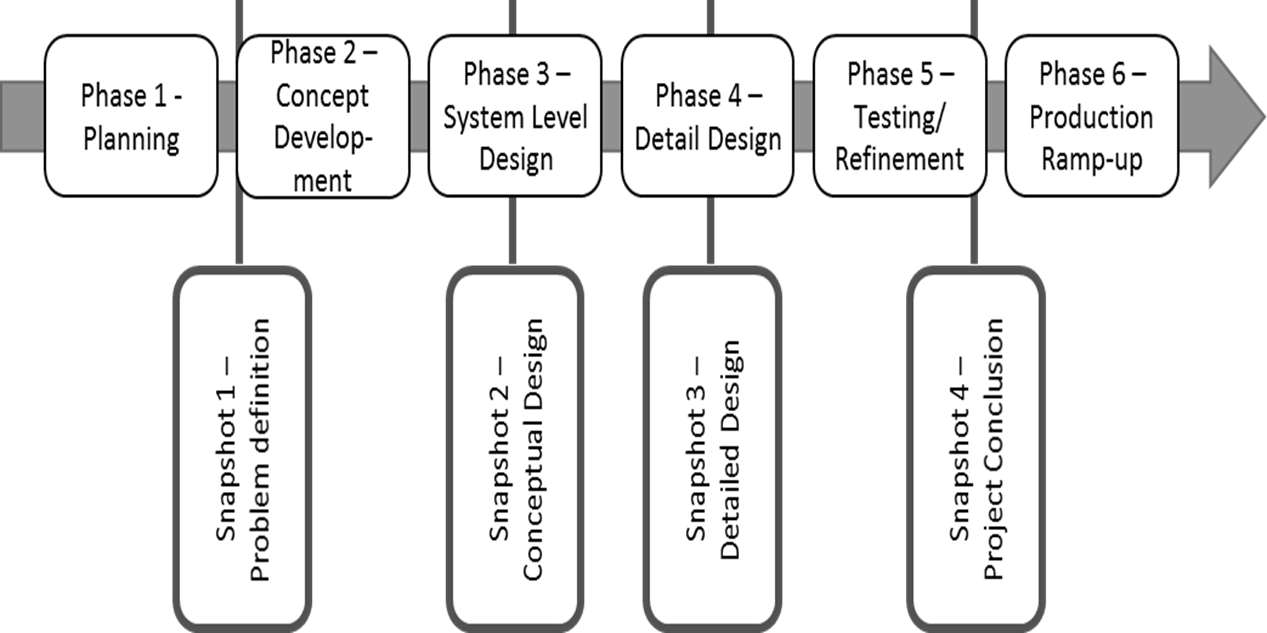 Phase 1 -
Planning
Phase 2 –
Concept
Develop-
ment
Phase 3 –
System Level
Design
Phase 4 –
Detail Design
Phase 5 –
Testing/
Refinement
Phase 6 –
Production
Ramp-up
Snapshot 1 –
Problem definition
Snapshot 2 –
Conceptual Design
Snapshot 3 –
Detailed Design
Snapshot 4 –
Project Conclusion